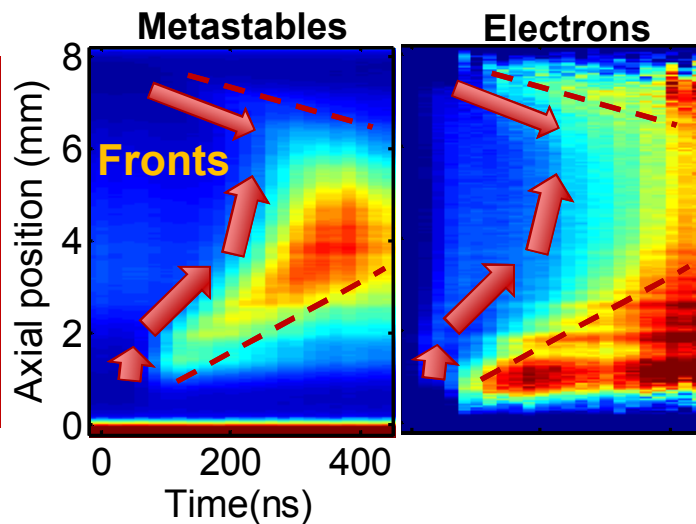 Metastables
Electrons
8
6
4
2
0
Axial position (mm)
Fronts
0
200
400
Time(ns)